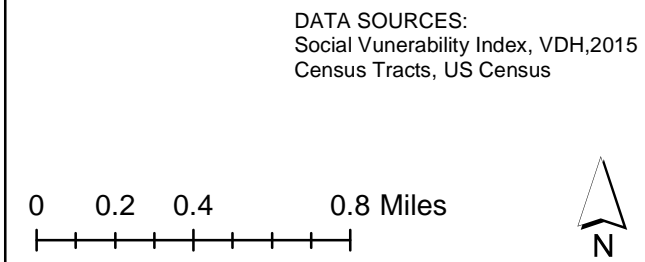 DATA SOURCES:
Social Vunerability Index, VDH,2015
Census Tracts, US Census
0 0.2 0.4 0.8 Miles
N